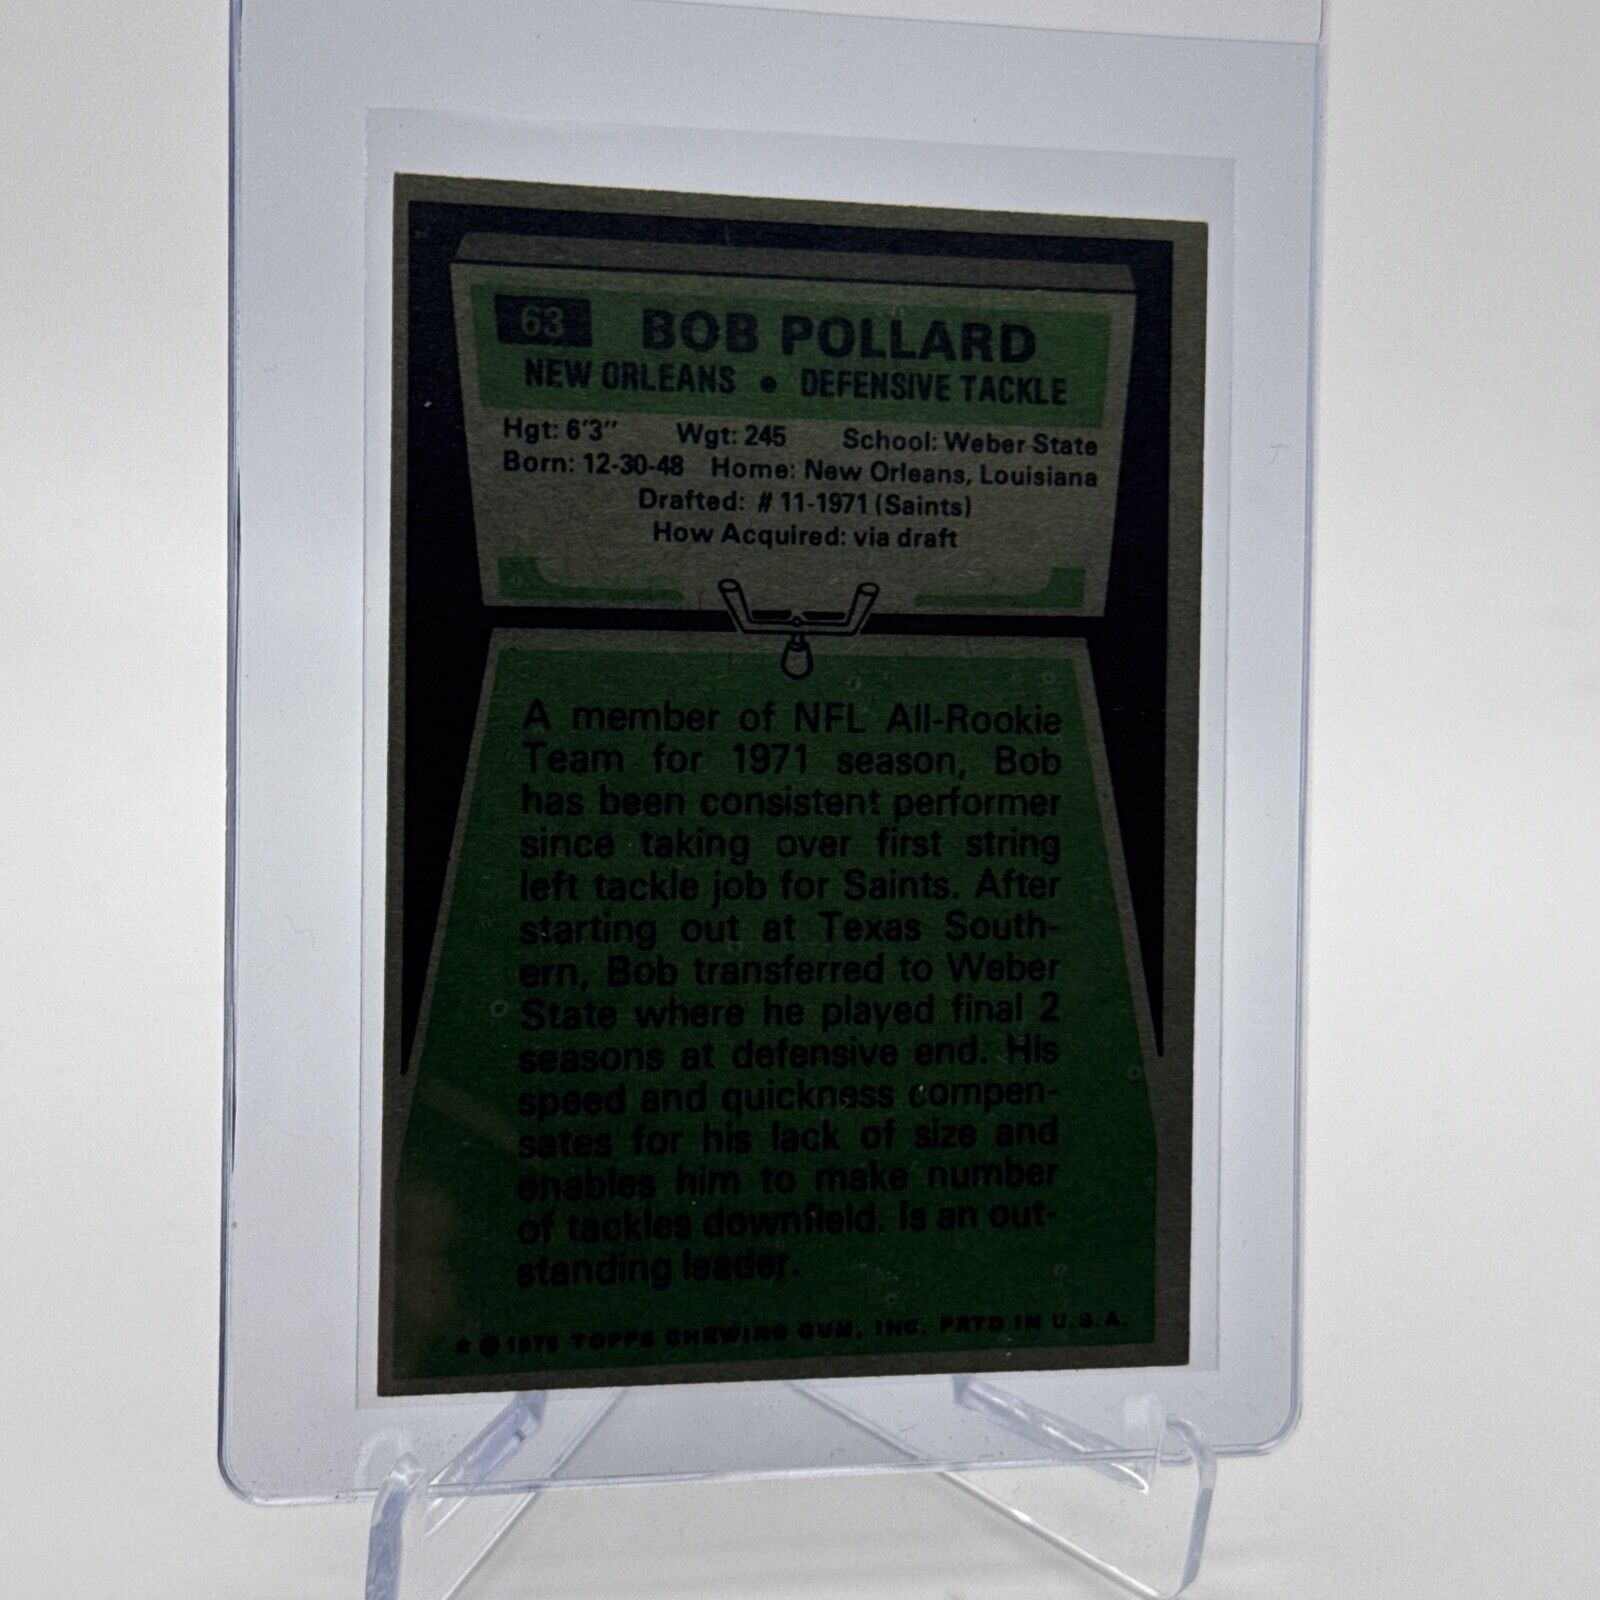 63 BOB POLLARD
NEW ORLEANS • DEFENSIVE TACKLE
Hgt: 6'3" Wgt: 245 School: Weber State
Born: 12-30-48 Home: New Orleans, Louisiana
Drafted: # 11-1971 (Saints)
How Acquired: via draft
A member of NFL All-Rookie
Team for 1971 season, Bob
has been consistent performer
since taking over first string
left tackle job for Saints. After
starting out at Texas South-
ern, Bob transferred to Weber
State where he played final 2
seasons at defensive end. His
speed and quickness compen-
sates for his lack of size and
enables him to make number
of tackles downfield. Is an out-
standing leader.
* © TOPPS CHEWING GUM, INC. PRTD IN U.S.A.